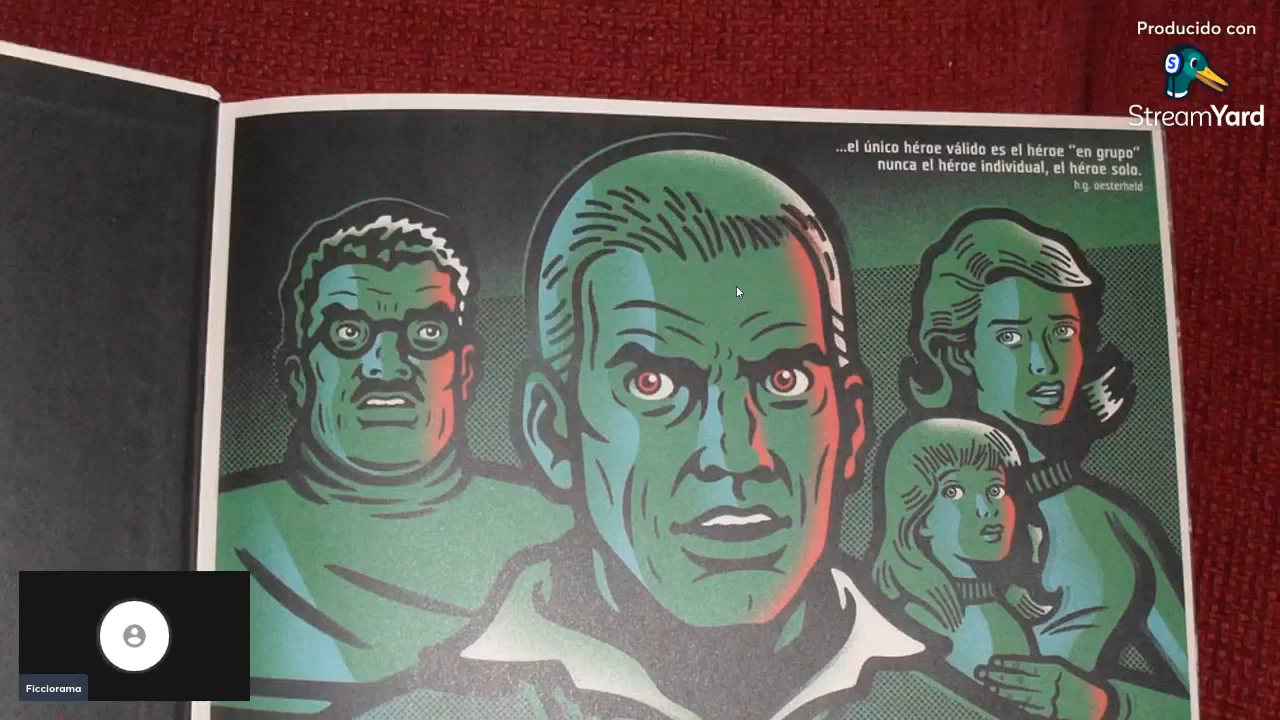 Producido con
StreamYard
...el único héroe válido es el héroe "en grupo"
nunca el héroe individual, el héroe solo.
h.g. oesterheld
Ficciorama